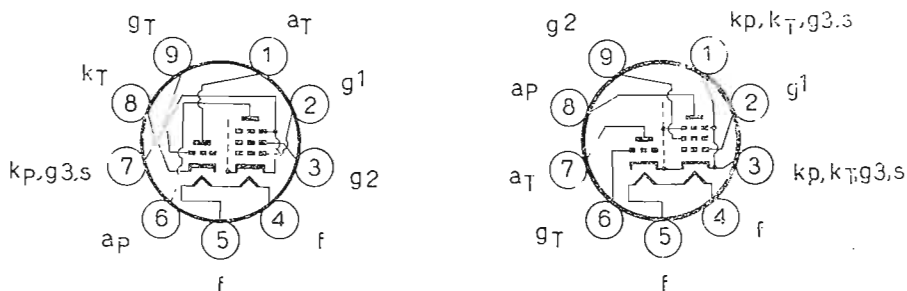 gT aT
kT 9 1 g1
8 2
kp,g3,s 7 3 g2
aP 6 5 4 f
f
g2 kp,kT,g3,s
aP 9 1 g1
8 2
aT 7 3 kp,kT,g3,s
gT 6 5 4 f
f